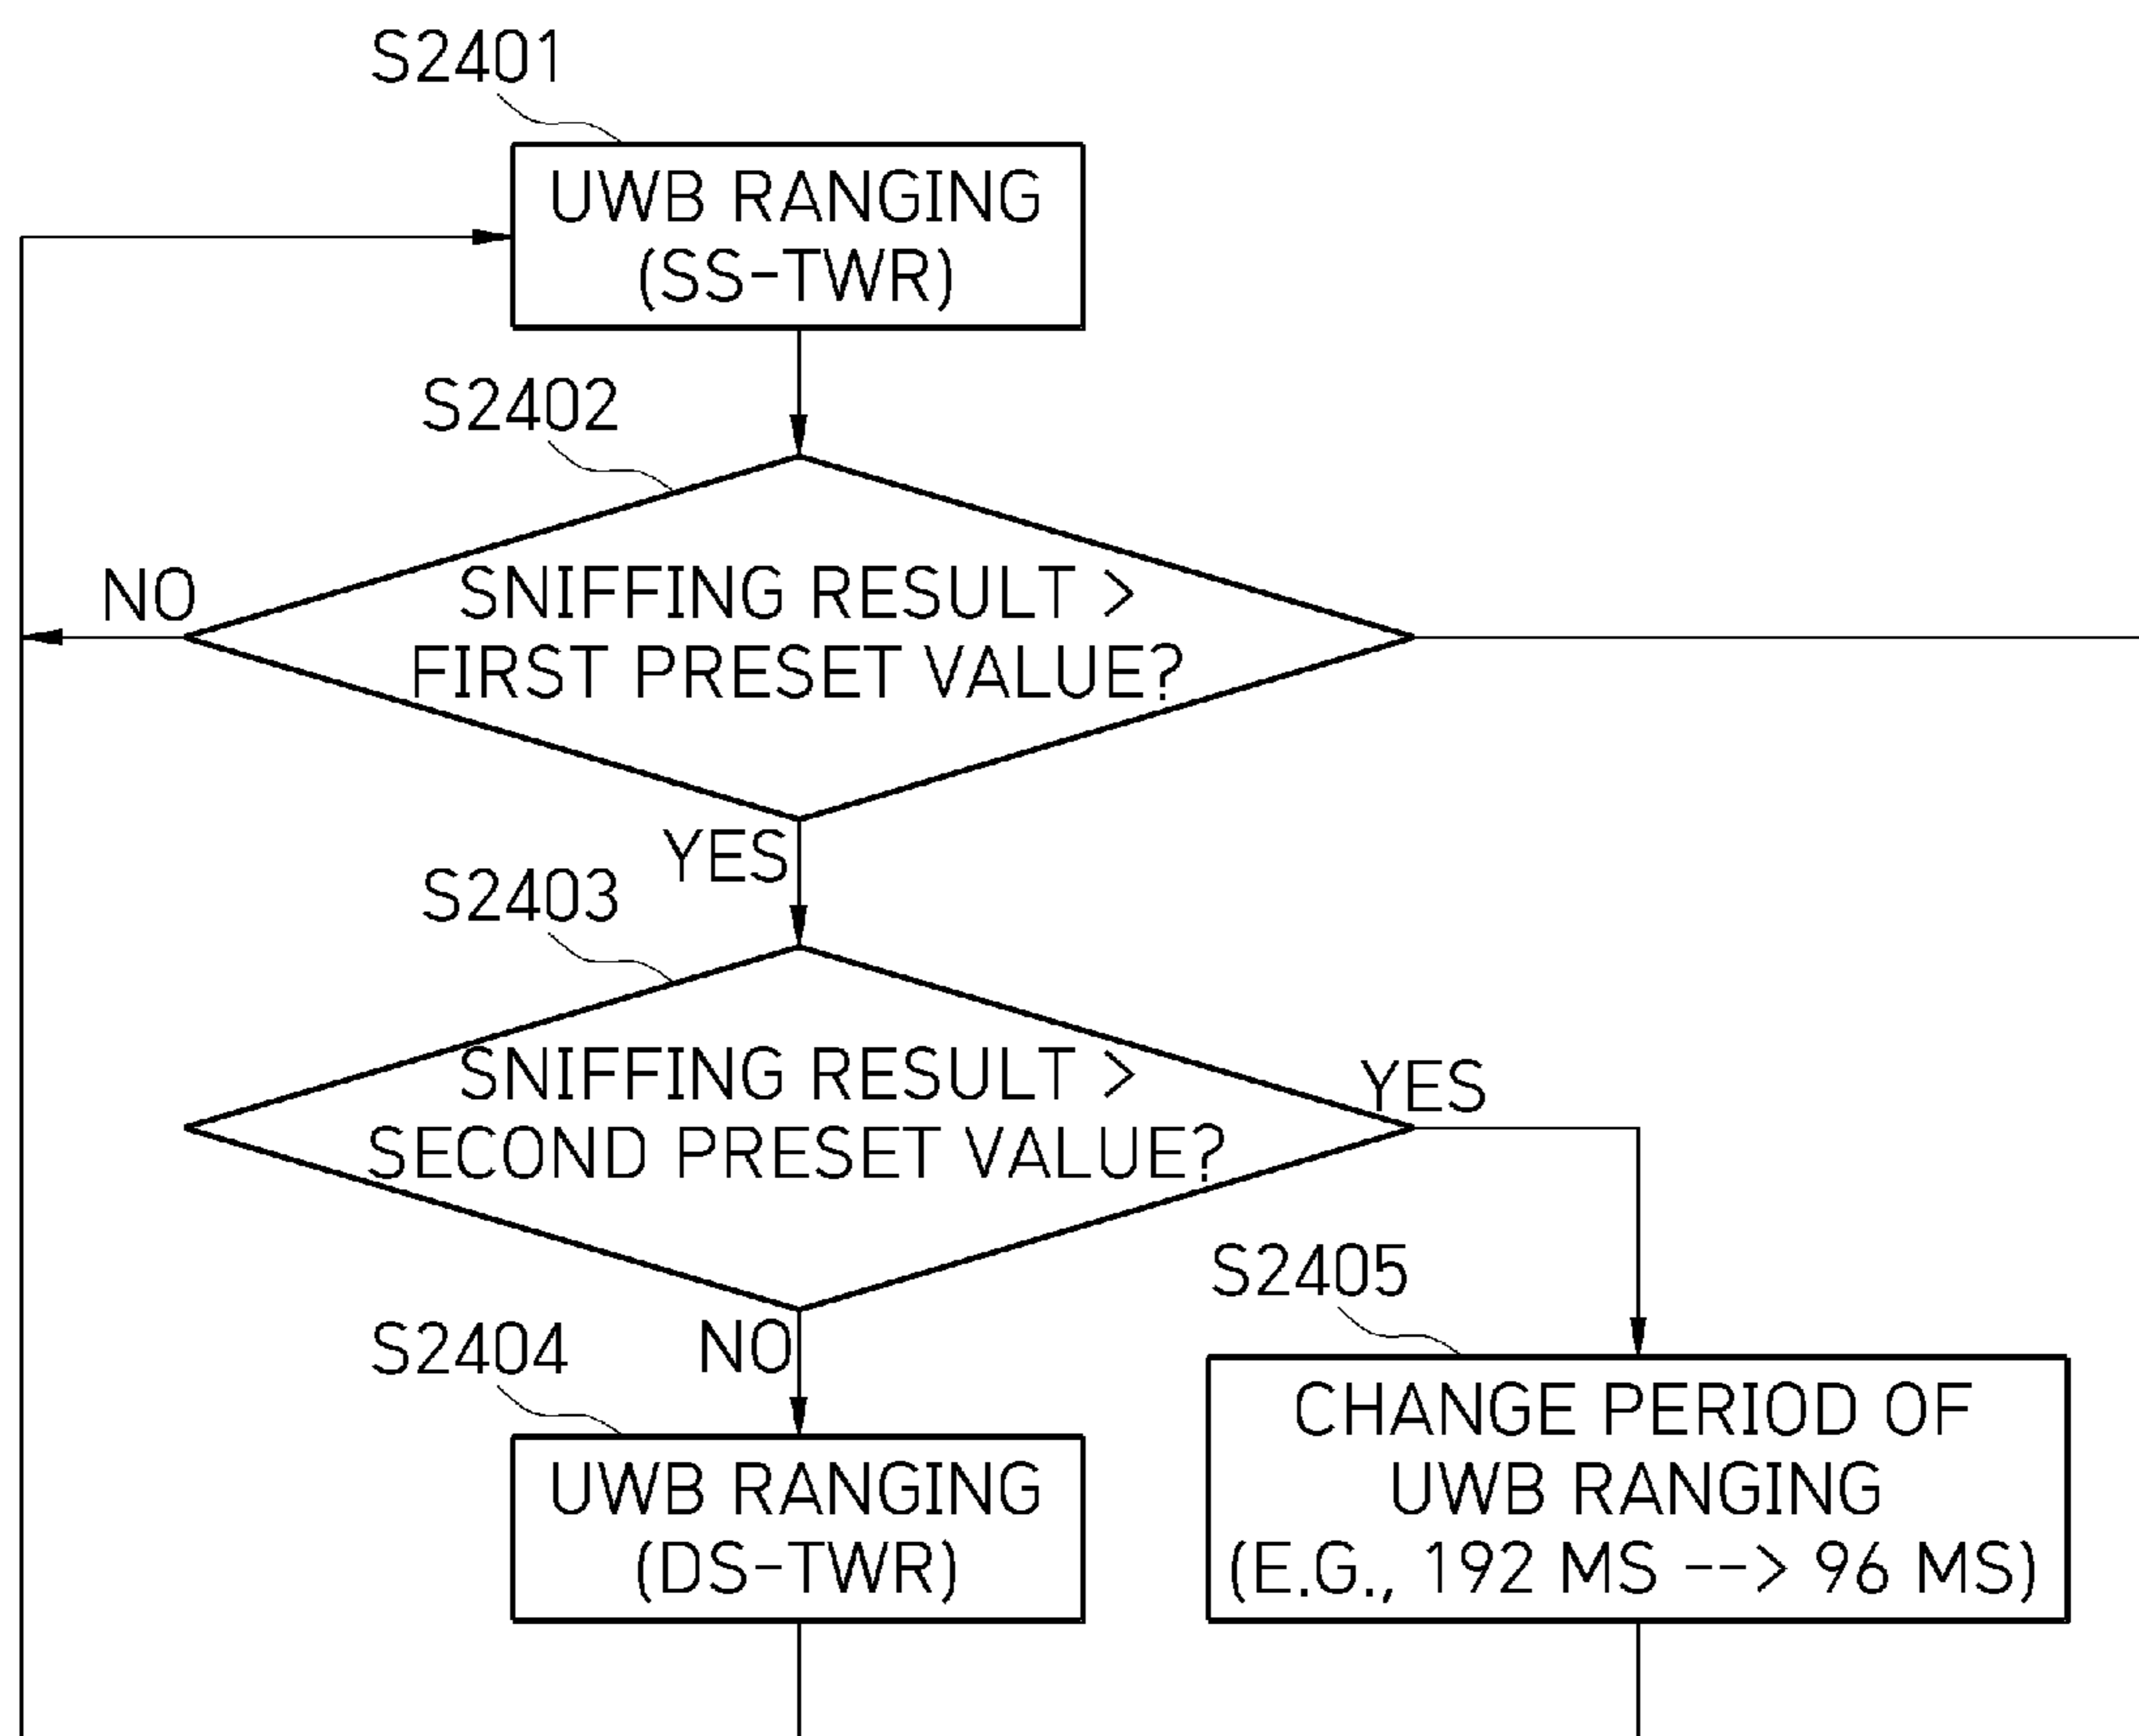 S2401
UWB RANGING
(SS-TWR)
S2402
SNIFFING RESULT >
FIRST PRESET VALUE?
NO
YES
S2403
SNIFFING RESULT >
SECOND PRESET VALUE?
YES
NO
S2404
UWB RANGING
(DS-TWR)
S2405
CHANGE PERIOD OF
UWB RANGING
(E.G., 192 MS --> 96 MS)